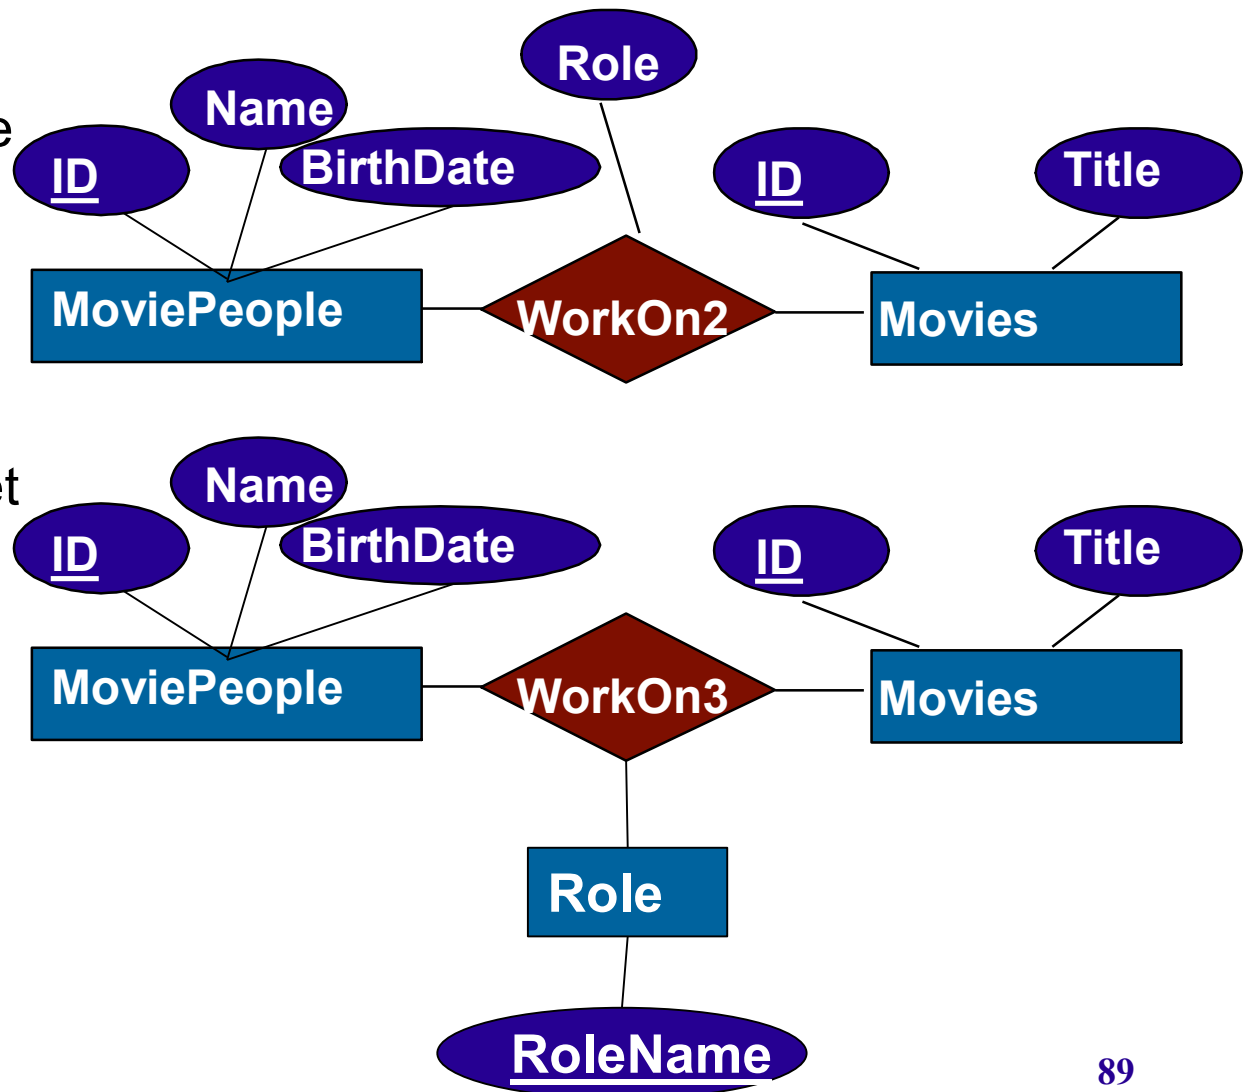 Role
Name
e
ID
BirthDate
ID
Title
MoviePeople
WorkOn2
Movies
Name
et
ID
BirthDate
ID
Title
MoviePeople
WorkOn3
Movies
Role
RoleName
89